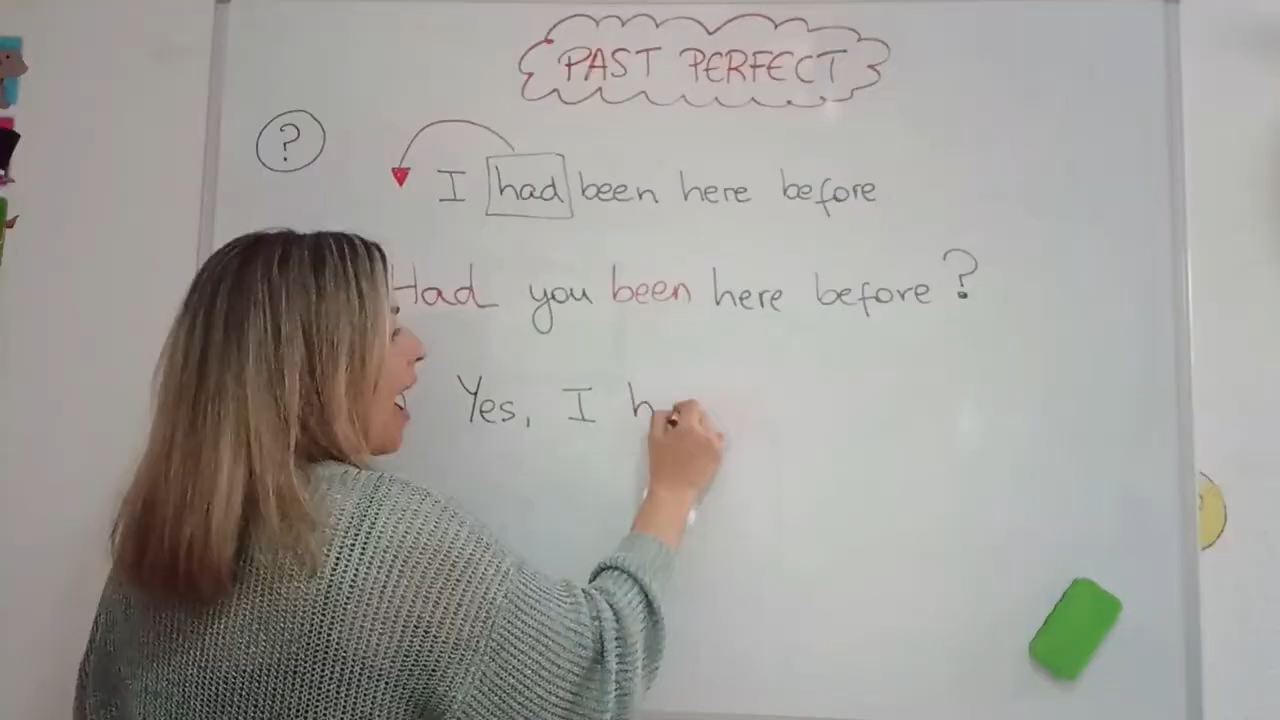 PAST PERFECT
?
I had been here before
Had you been here before?
Yes, I h